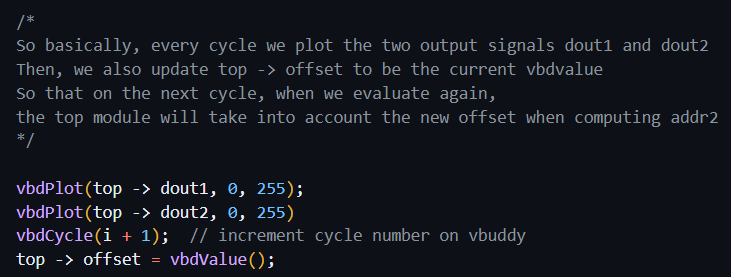 /*
So basically, every cycle we plot the two output signals dout1 and dout2
Then, we also update top -> offset to be the current vbdvalue
So that on the next cycle, when we evaluate again,
the top module will take into account the new offset when computing addr2
*/
vbdPlot(top -> dout1, 0, 255);
vbdPlot(top -> dout2, 0, 255)
vbdCycle(i + 1);  // increment cycle number on vbuddy
top -> offset = vbdValue();